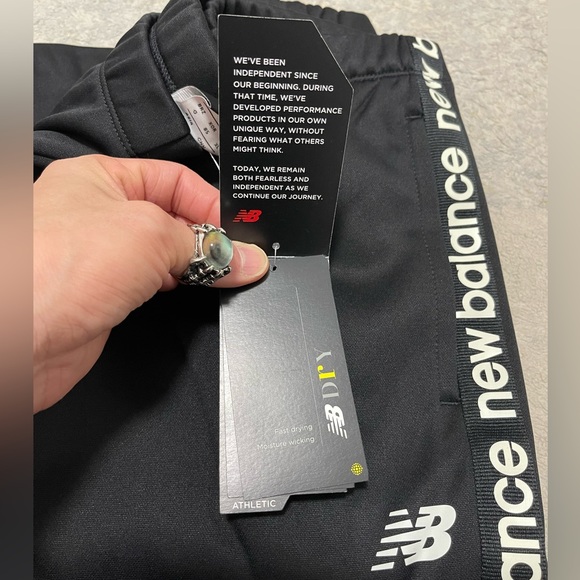 WE'VE BEEN
INDEPENDENT SINCE
OUR BEGINNING. DURING
THAT TIME, WE'VE
DEVELOPED PERFORMANCE
PRODUCTS IN OUR OWN
UNIQUE WAY, WITHOUT
FEARING WHAT OTHERS
MIGHT THINK.
TODAY, WE REMAIN
BOTH FEARLESS AND
INDEPENDENT AS WE
CONTINUE OUR JOURNEY.
NB
NB DrY
Fast drying
Moisture wicking
ATHLETIC
NB
new b
new balance
new balance
ance